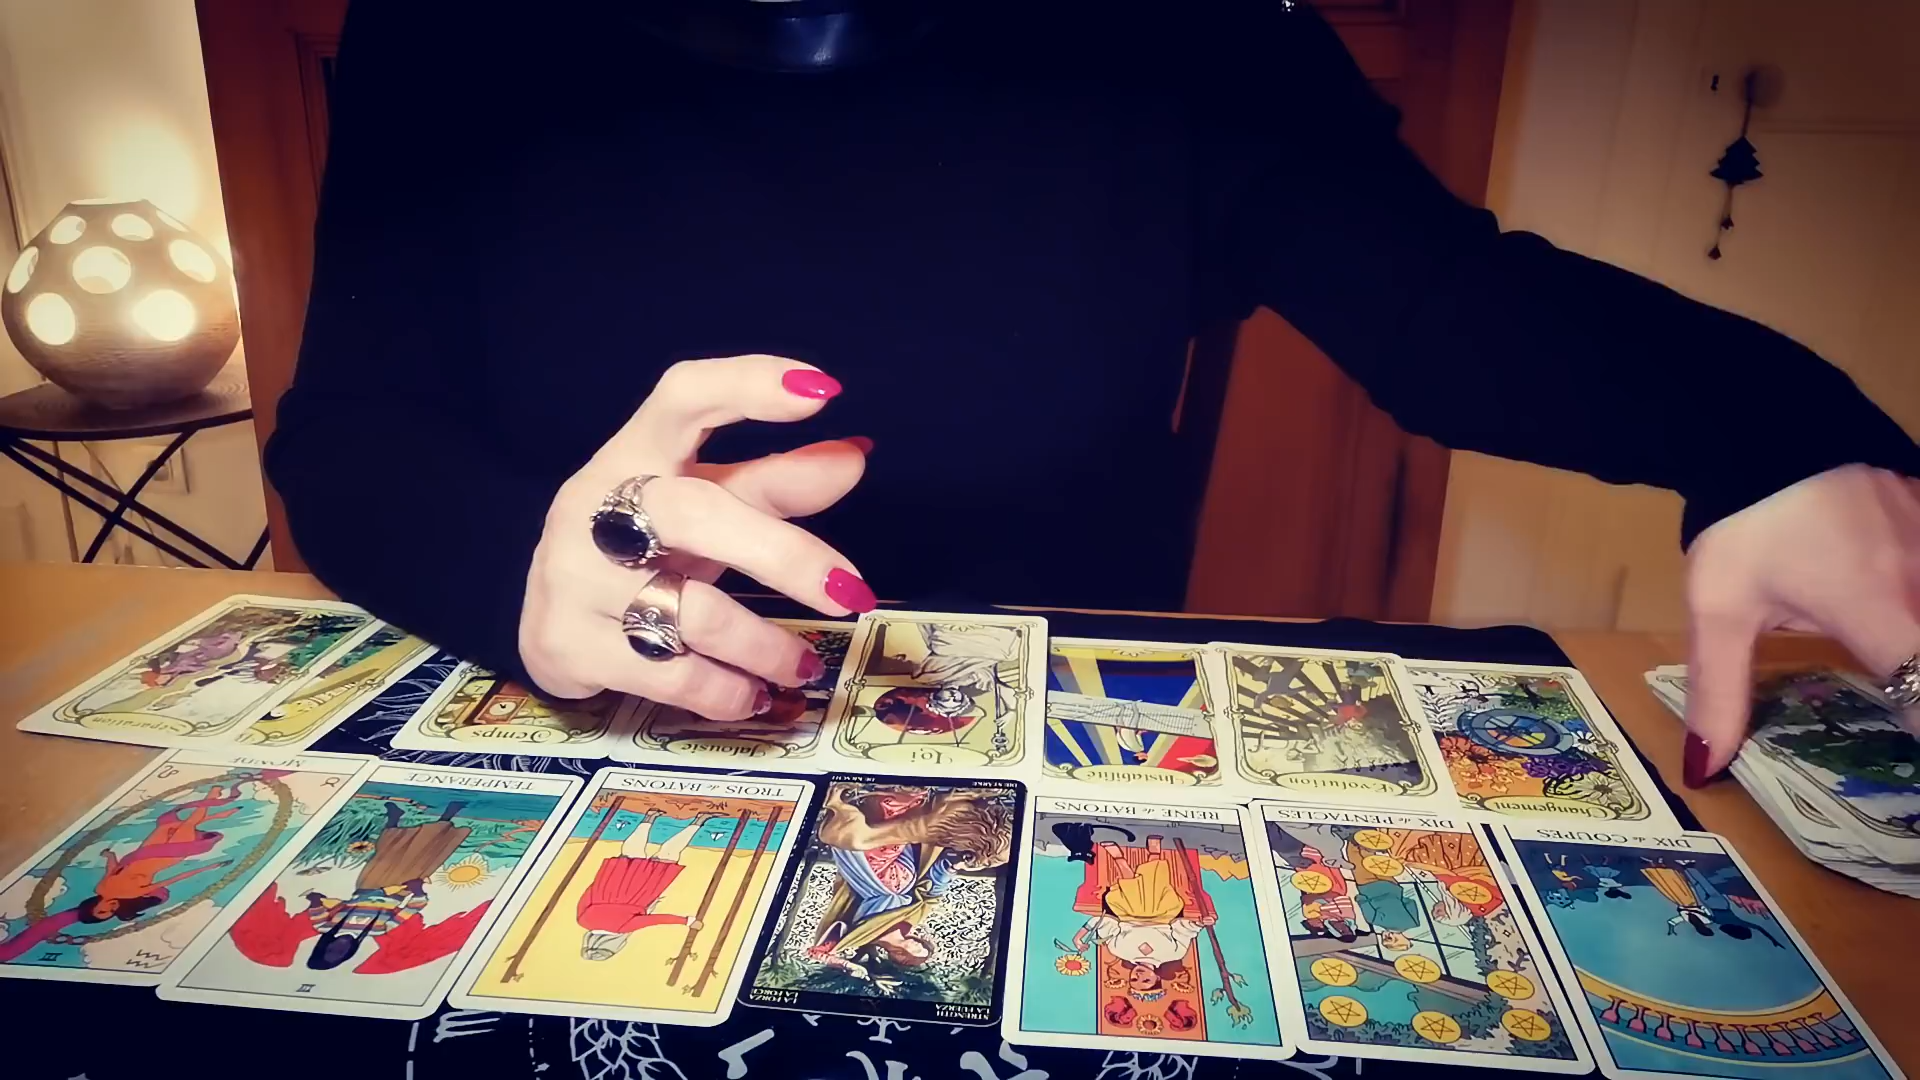 Séparation
Temps
Jalousie
Toi
Instabilité
Évolution
Changement
TEMPERANCE
TROIS de BATONS
LA FORZA
LA FORCE
STRENGTH
LA FUERZA
REINE de BATONS
DIX de PENTACLES
DIX de COUPES